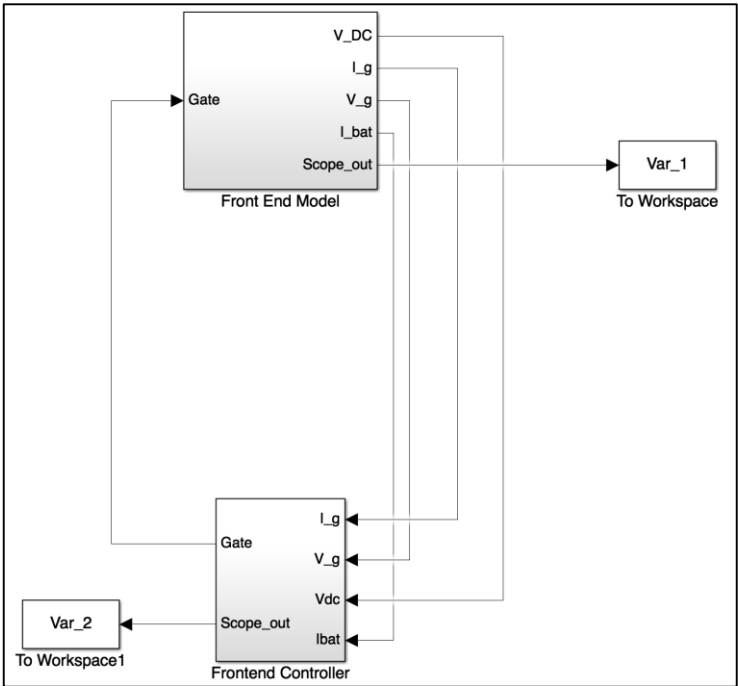 V_DC
I_g
Gate
V_g
I_bat
Scope_out
Front End Model
Var_1
To Workspace
I_g
Gate
V_g
Vdc
Scope_out
Ibat
Frontend Controller
Var_2
To Workspace1